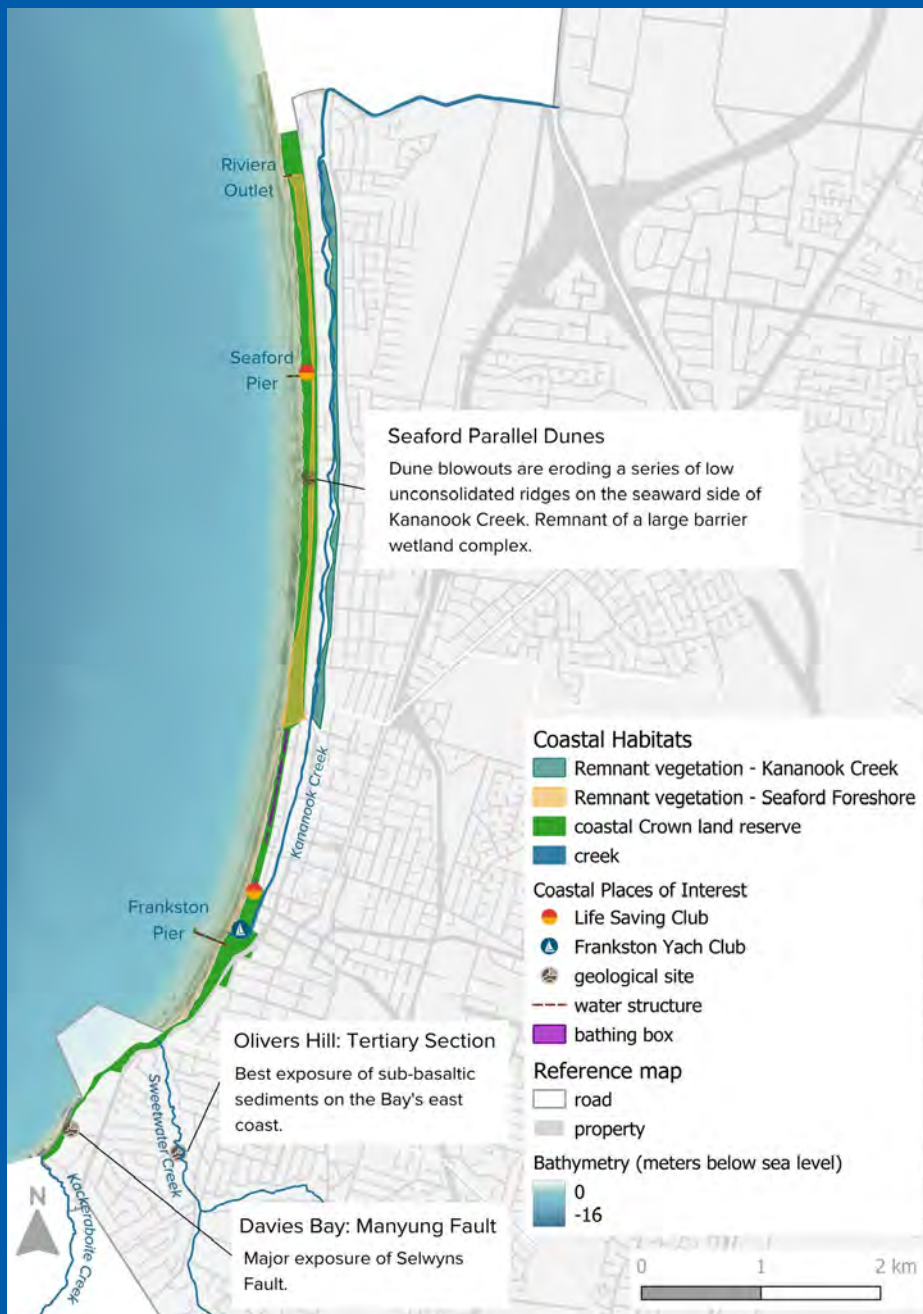 Riviera
Outlet
Seaford
Pier
Seaford Parallel Dunes
Dune blowouts are eroding a series of low
unconsolidated ridges on the seaward side of
Kananook Creek. Remnant of a large barrier
wetland complex.
Kananook Creek
Frankston
Pier
Coastal Habitats
Remnant vegetation - Kananook Creek
Remnant vegetation - Seaford Foreshore
coastal Crown land reserve
creek
Coastal Places of Interest
Life Saving Club
Frankston Yach Club
geological site
water structure
bathing box
Reference map
road
property
Bathymetry (meters below sea level)
0
-16
Olivers Hill: Tertiary Section
Best exposure of sub-basaltic
sediments on the Bay's east
coast.
Sweetwater Creek
Kackeraboite Creek
N
Davies Bay: Manyung Fault
Major exposure of Selwyns
Fault.
0 1 2 km